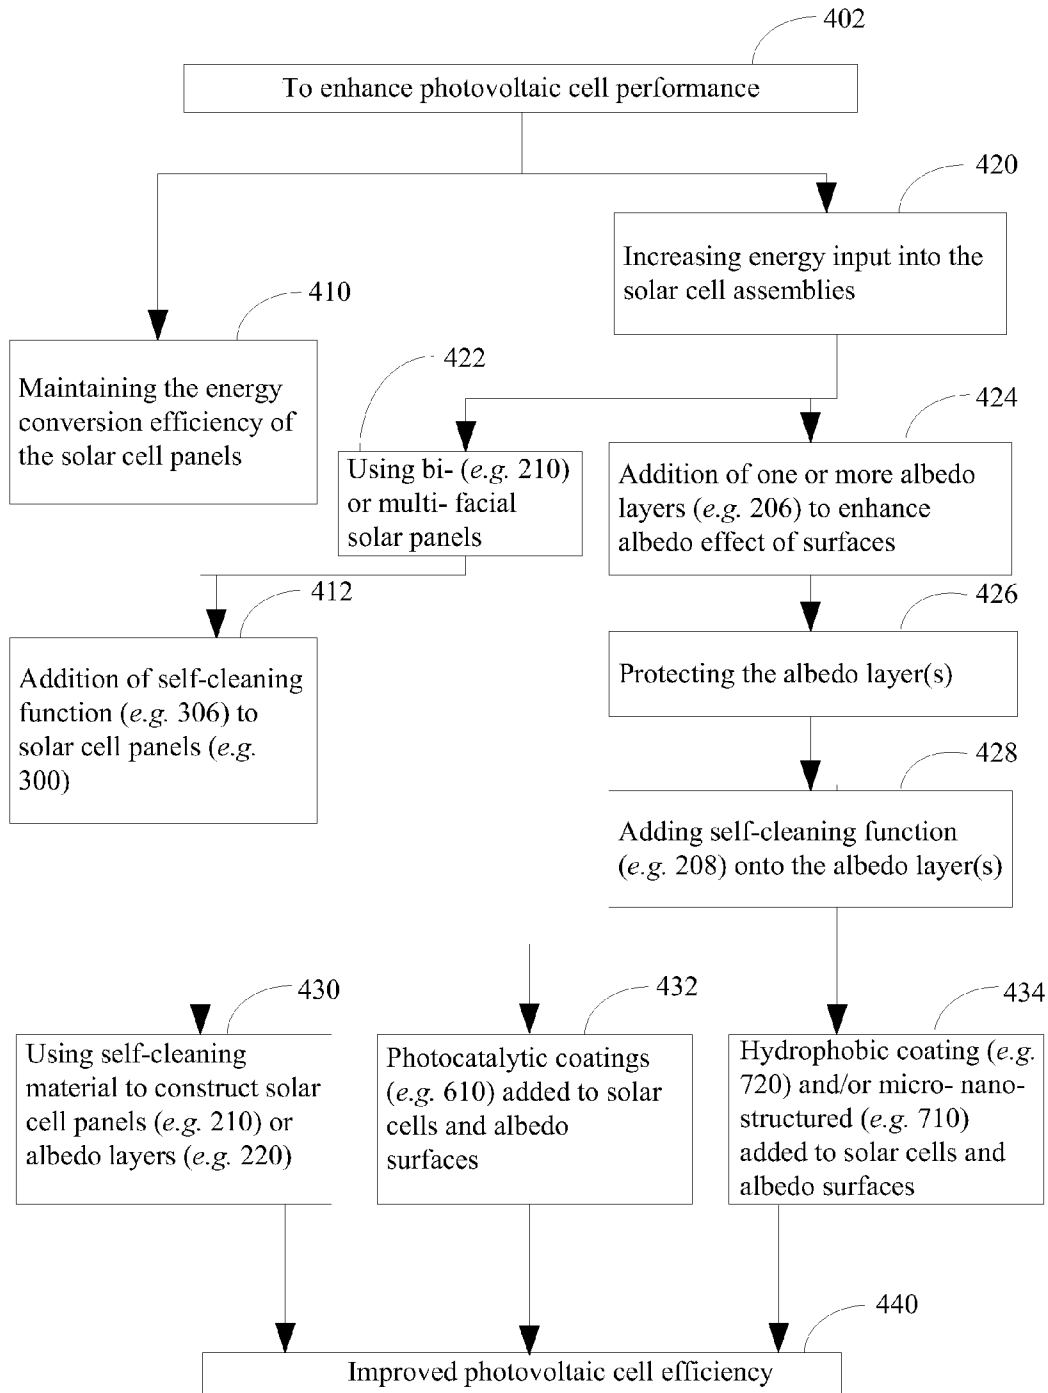 402
To enhance photovoltaic cell performance
420
Increasing energy input into the
solar cell assemblies
410
Maintaining the energy
conversion efficiency of
the solar cell panels
422
Using bi- (e.g. 210)
or multi- facial
solar panels
424
Addition of one or more albedo
layers (e.g. 206) to enhance
albedo effect of surfaces
412
Addition of self-cleaning
function (e.g. 306) to
solar cell panels (e.g.
300)
426
Protecting the albedo layer(s)
428
Adding self-cleaning function
(e.g. 208) onto the albedo layer(s)
430
Using self-cleaning
material to construct solar
cell panels (e.g. 210) or
albedo layers (e.g. 220)
432
Photocatalytic coatings
(e.g. 610) added to solar
cells and albedo
surfaces
434
Hydrophobic coating (e.g.
720) and/or micro- nano-
structured (e.g. 710)
added to solar cells and
albedo surfaces
440
Improved photovoltaic cell efficiency